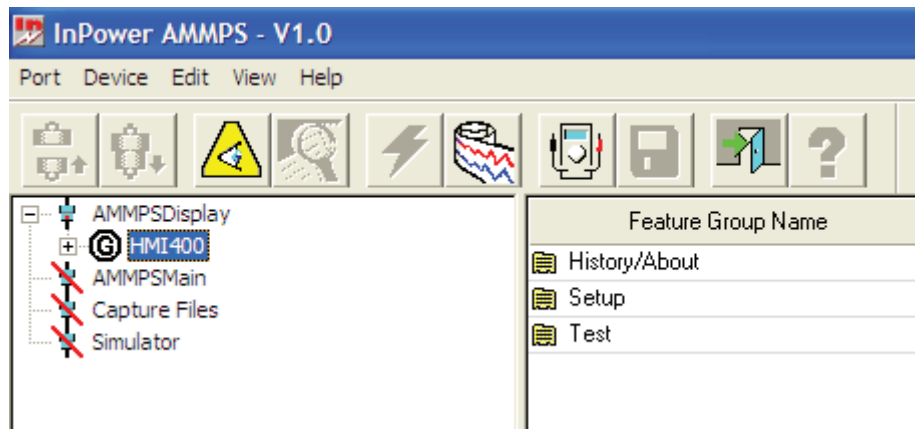 InPower AMMPS - V1.0
Port Device Edit View Help
?
AMMPSDisplay
G HMI400
AMMPSMain
Capture Files
Simulator
Feature Group Name
History/About
Setup
Test